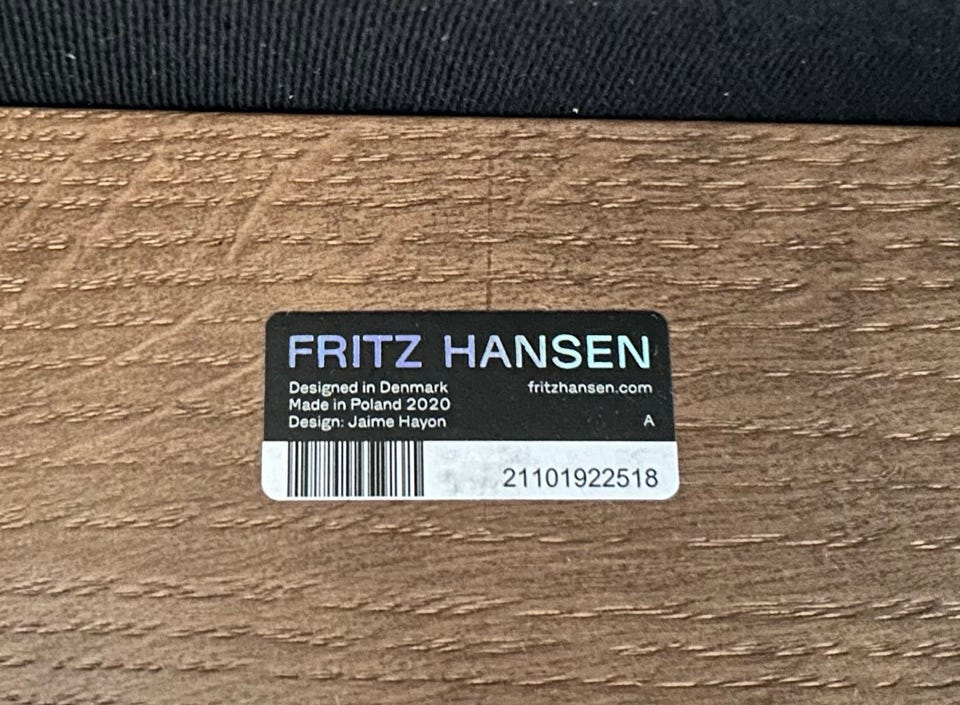 FRITZ HANSEN
Designed in Denmark
fritzhansen.com
Made in Poland 2020
Design: Jaime Hayon
A
21101922518